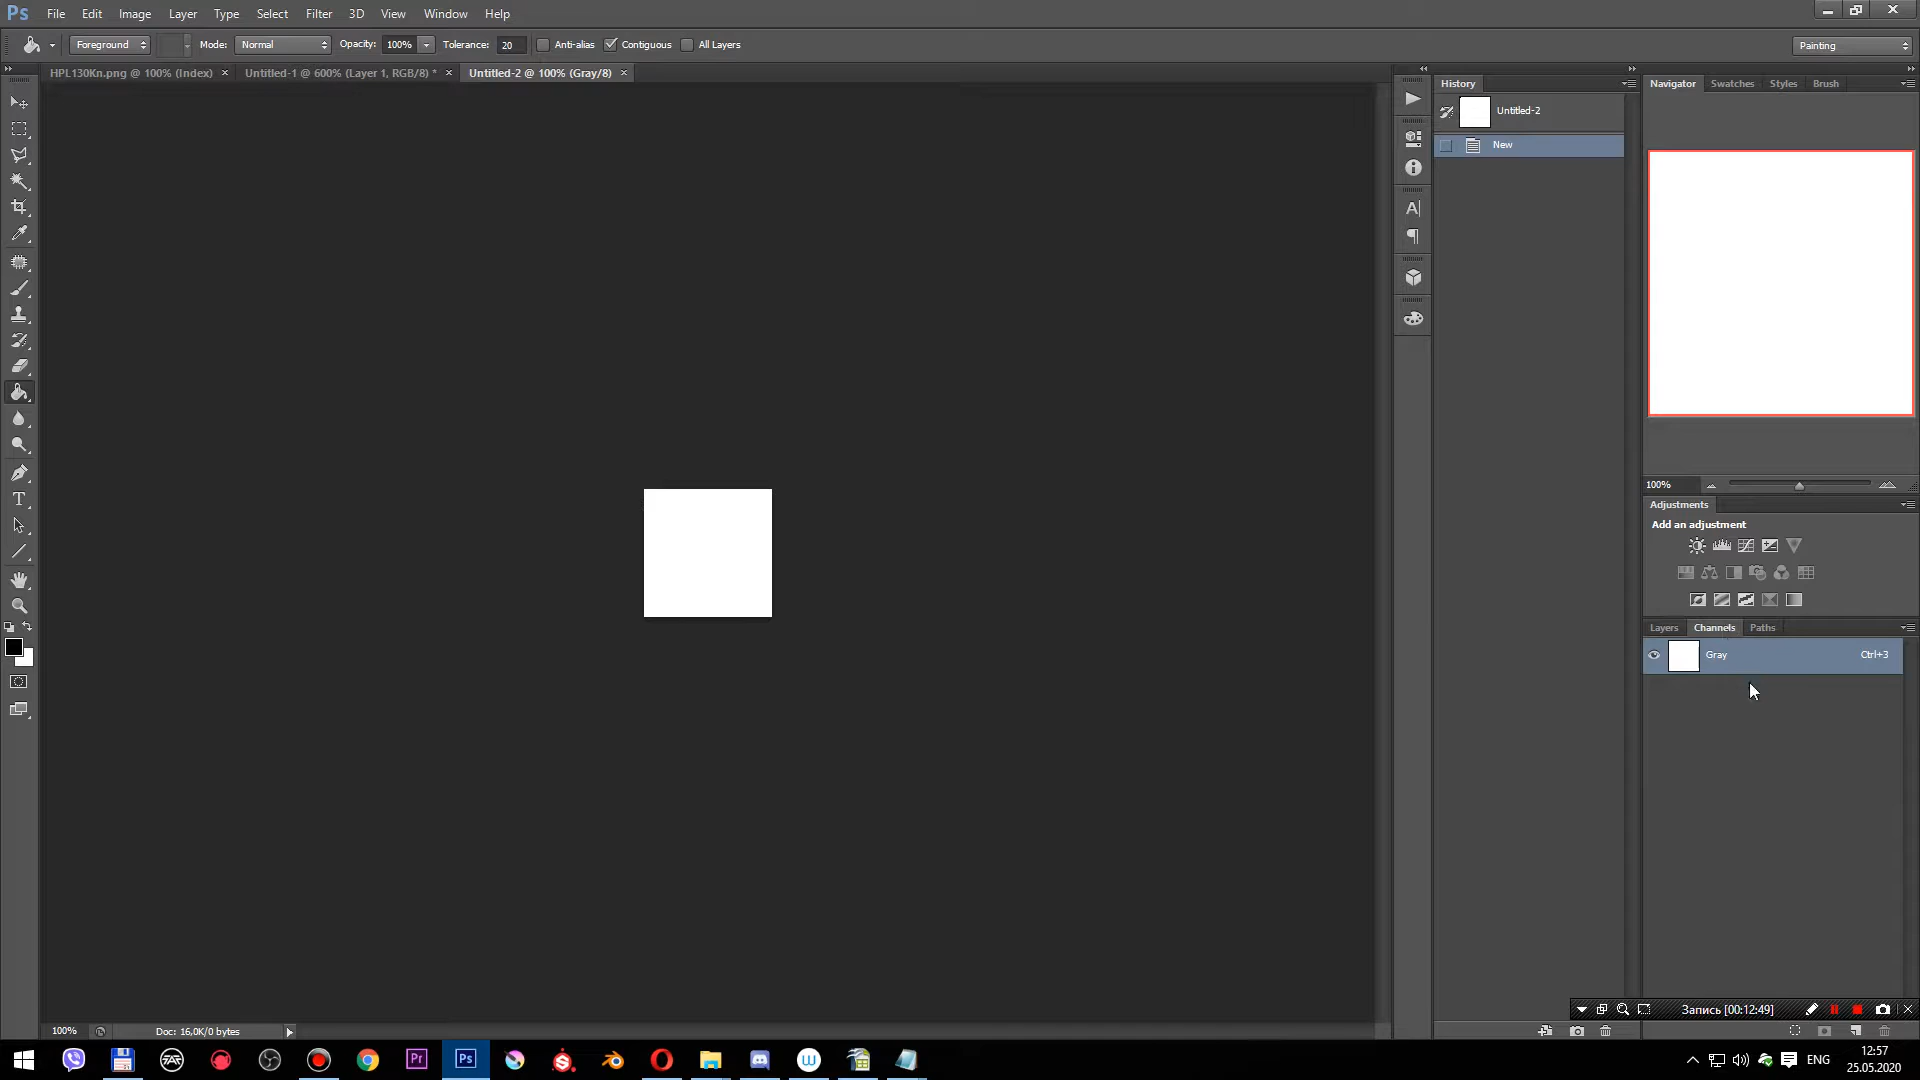 Ps File Edit Image Layer Type Select Filter 3D View Window Help
Foreground Mode: Normal Opacity: 100% Tolerance: 20 Anti-alias Contiguous All Layers Painting
HPL130Kn.png @ 100% (Index) × Untitled-1 @ 600% (Layer 1, RGB/8) * × Untitled-2 @ 100% (Gray/8) ×
History
Untitled-2
New
Navigator Swatches Styles Brush
100%
Adjustments
Add an adjustment
Layers Channels Paths
Gray Ctrl+3
Запись [00:12:49]
100% Doc: 16,0K/0 bytes
Pr Ps
ENG
12:57
25.05.2020